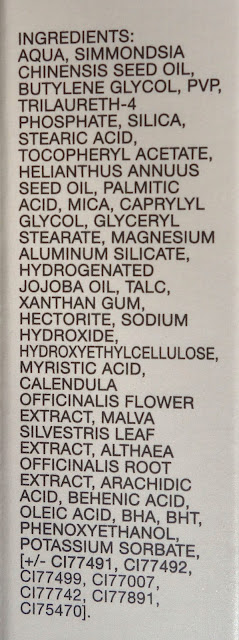 INGREDIENTS:
AQUA, SIMMONDSIA
CHINENSIS SEED OIL,
BUTYLENE GLYCOL, PVP,
TRILAURETH-4
PHOSPHATE, SILICA,
STEARIC ACID,
TOCOPHERYL ACETATE,
HELIANTHUS ANNUUS
SEED OIL, PALMITIC
ACID, MICA, CAPRYLYL
GLYCOL, GLYCERYL
STEARATE, MAGNESIUM
ALUMINUM SILICATE,
HYDROGENATED
JOJOBA OIL, TALC,
XANTHAN GUM,
HECTORITE, SODIUM
HYDROXIDE,
HYDROXYETHYLCELLULOSE,
MYRISTIC ACID,
CALENDULA
OFFICINALIS FLOWER
EXTRACT, MALVA
SILVESTRIS LEAF
EXTRACT, ALTHAEA
OFFICINALIS ROOT
EXTRACT, ARACHIDIC
ACID, BEHENIC ACID,
OLEIC ACID, BHA, BHT,
PHENOXYETHANOL,
POTASSIUM SORBATE,
[+/- CI77491, CI77492,
CI77499, CI77007,
CI77742, CI77891,
CI75470].